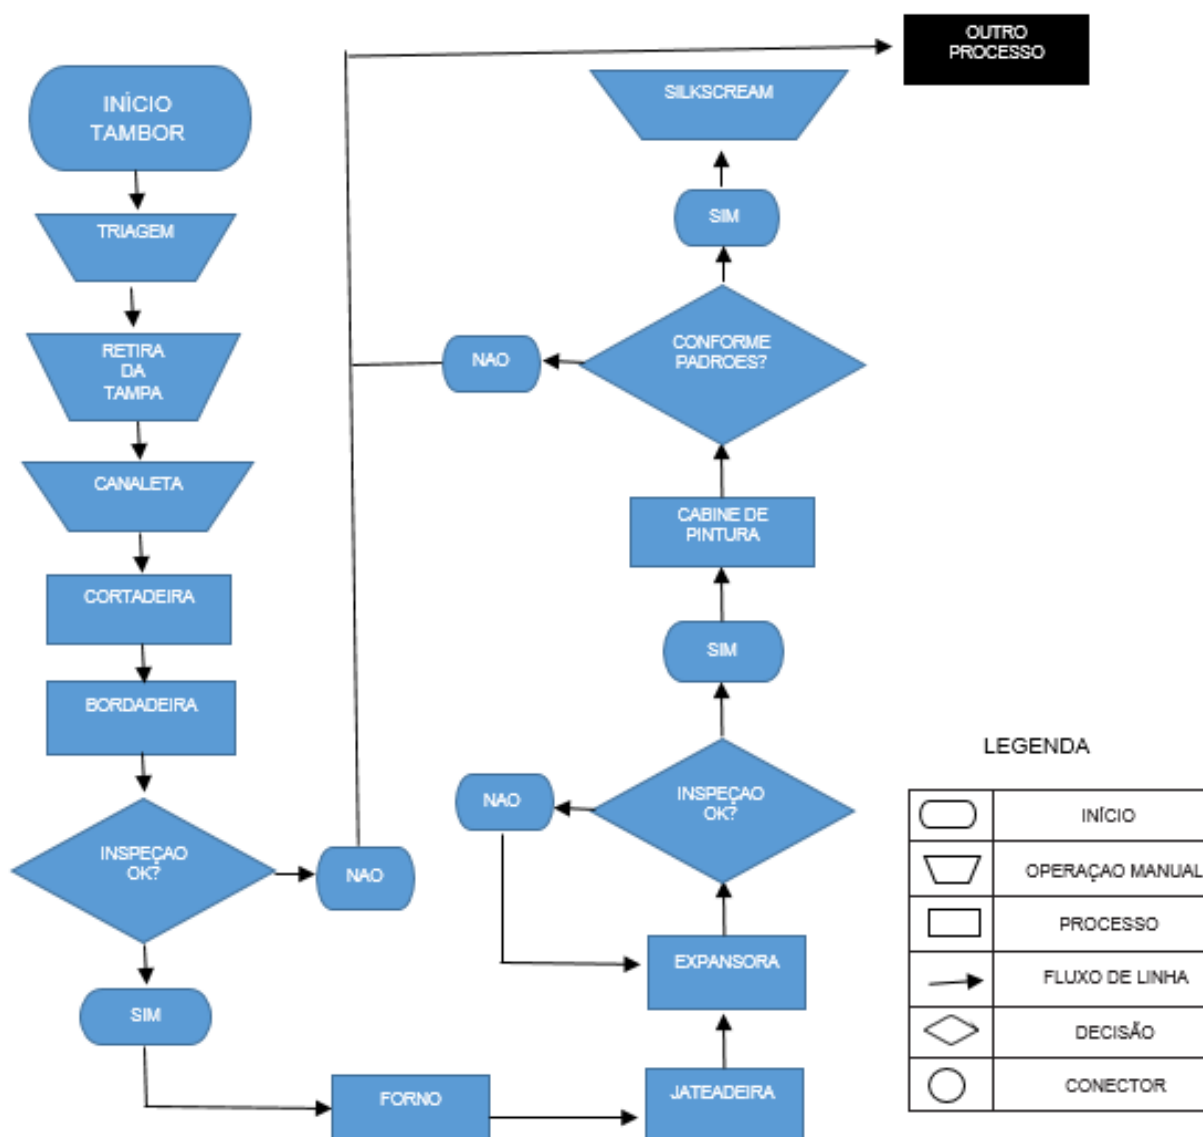 INÍCIO
TAMBOR
TRIAGEM
RETIRA
DA
TAMPA
CANALETA
CORTADEIRA
BORDADEIRA
INSPEÇAO
OK?
NAO
SIM
FORNO
JATEADEIRA
EXPANSORA
INSPEÇAO
OK?
NAO
SIM
CABINE DE
PINTURA
CONFORME
PADROES?
NAO
SIM
SILKSCREAM
OUTRO
PROCESSO
LEGENDA
INÍCIO
OPERAÇAO MANUAL
PROCESSO
FLUXO DE LINHA
DECISÃO
CONECTOR